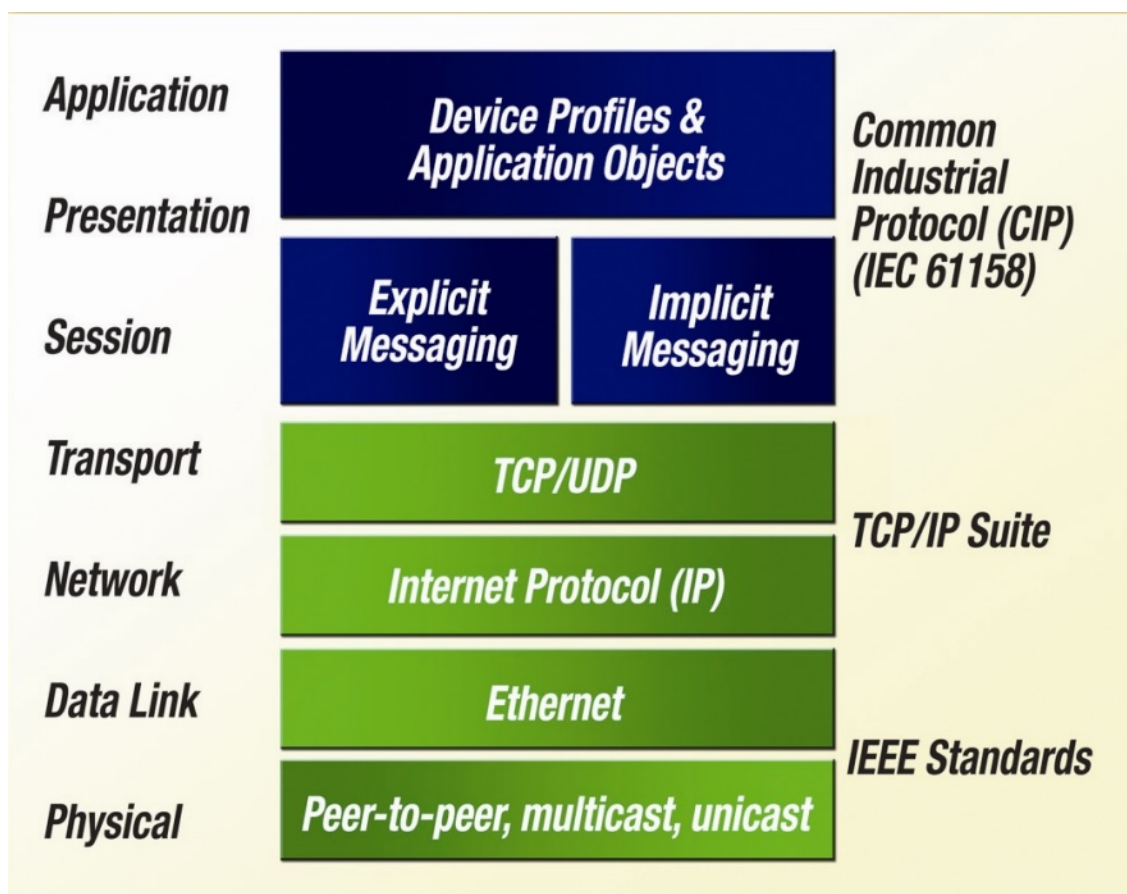 Application
Presentation
Session
Transport
Network
Data Link
Physical
Device Profiles &
Application Objects
Explicit
Messaging
Implicit
Messaging
TCP/UDP
Internet Protocol (IP)
Ethernet
Peer-to-peer, multicast, unicast
Common
Industrial
Protocol (CIP)
(IEC 61158)
TCP/IP Suite
IEEE Standards